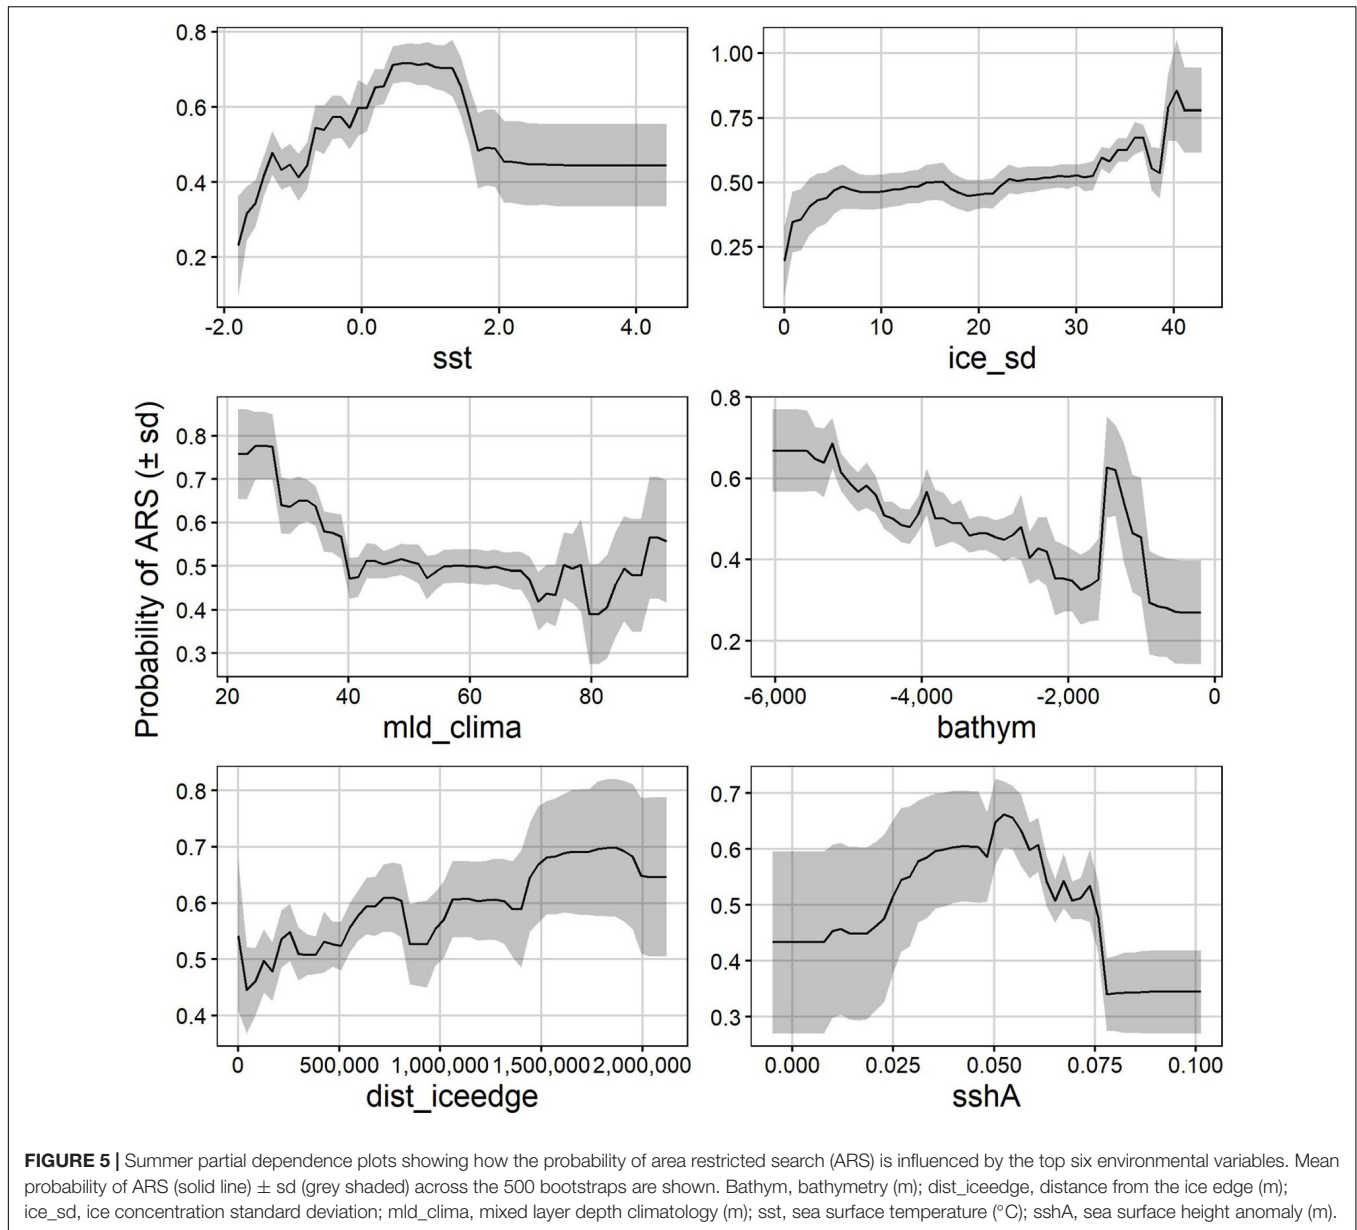 0.8
0.6
0.4
0.2
-2.0 0.0 2.0 4.0
sst
1.00
0.75
0.50
0.25
0 10 20 30 40
ice_sd
Probability of ARS (± sd)
0.8
0.7
0.6
0.5
0.4
0.3
20 40 60 80
mld_clima
0.8
0.6
0.4
0.2
-6,000 -4,000 -2,000 0
bathym
0.8
0.7
0.6
0.5
0.4
0 500,000 1,000,000 1,500,000 2,000,000
dist_iceedge
0.7
0.6
0.5
0.4
0.3
0.000 0.025 0.050 0.075 0.100
sshA
FIGURE 5 | Summer partial dependence plots showing how the probability of area restricted search (ARS) is influenced by the top six environmental variables. Mean
probability of ARS (solid line) ± sd (grey shaded) across the 500 bootstraps are shown. Bathym, bathymetry (m); dist_iceedge, distance from the ice edge (m);
ice_sd, ice concentration standard deviation; mld_clima, mixed layer depth climatology (m); sst, sea surface temperature (°C); sshA, sea surface height anomaly (m).